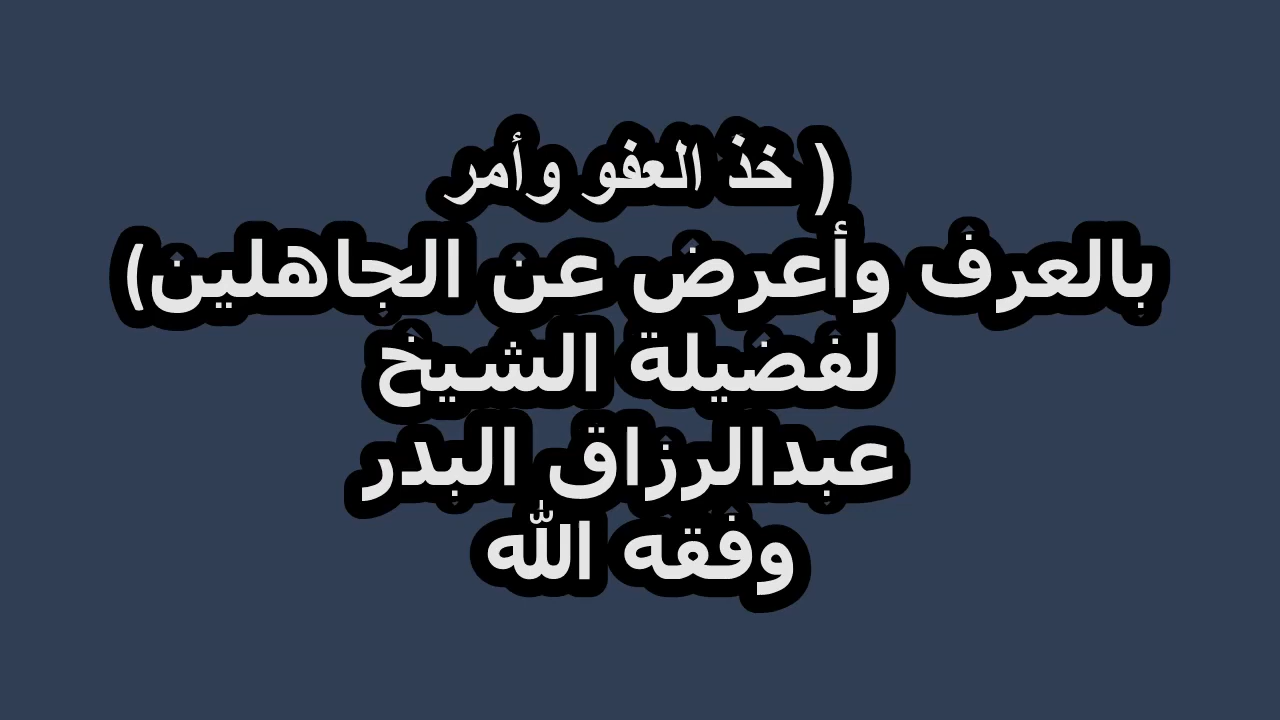 ( خذ العفو وأمر
بالعرف وأعرض عن الجاهلين)
لفضيلة الشيخ
عبدالرزاق البدر
وفقه الله